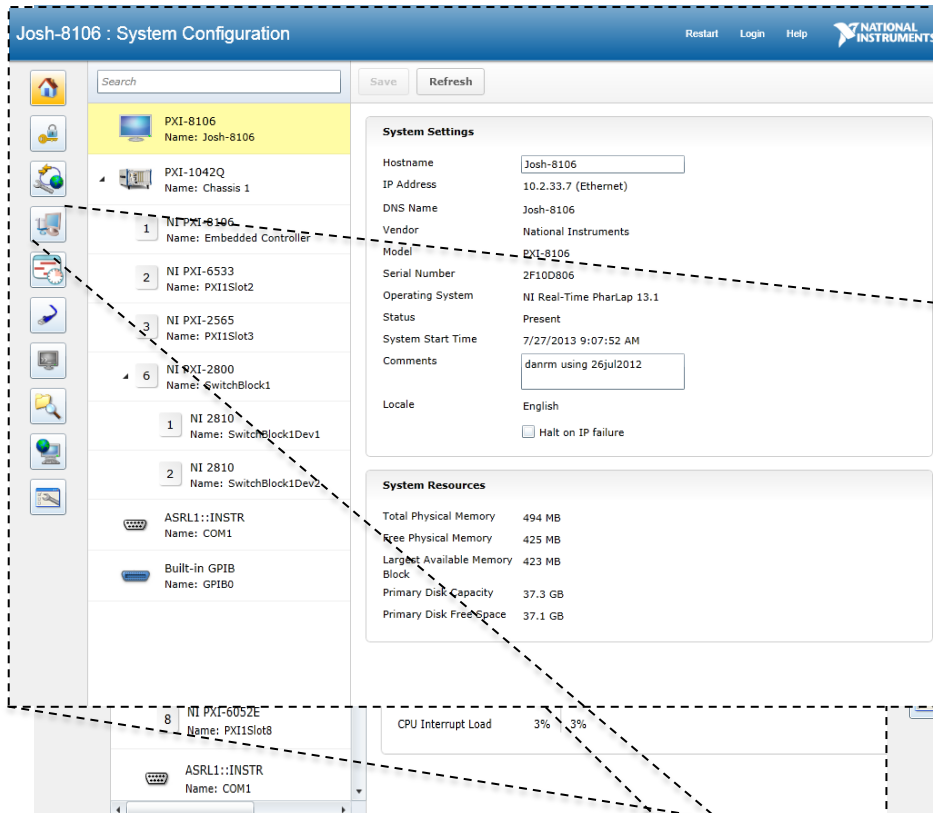 Josh-8106 : System Configuration
Restart Login Help
NATIONAL
INSTRUMENTS
Search
Save Refresh
PXI-8106
Name: Josh-8106
PXI-1042Q
Name: Chassis 1
1 NI PXI-8106
Name: Embedded Controller
2 NI PXI-6533
Name: PXI1Slot2
3 NI PXI-2565
Name: PXI1Slot3
6 NI PXI-2800
Name: SwitchBlock1
1 NI 2810
Name: SwitchBlock1Dev1
2 NI 2810
Name: SwitchBlock1Dev2
ASRL1::INSTR
Name: COM1
Built-in GPIB
Name: GPIB0
System Settings
Hostname Josh-8106
IP Address 10.2.33.7 (Ethernet)
DNS Name Josh-8106
Vendor National Instruments
Model PXI-8106
Serial Number 2F10D806
Operating System NI Real-Time PharLap 13.1
Status Present
System Start Time 7/27/2013 9:07:52 AM
Comments danrm using 26jul2012
Locale English
Halt on IP failure
System Resources
Total Physical Memory 494 MB
Free Physical Memory 425 MB
Largest Available Memory 423 MB
Block
Primary Disk Capacity 37.3 GB
Primary Disk Free Space 37.1 GB
8 NI PXI-6052E
Name: PXI1Slot8
ASRL1::INSTR
Name: COM1
CPU Interrupt Load 3% 3%